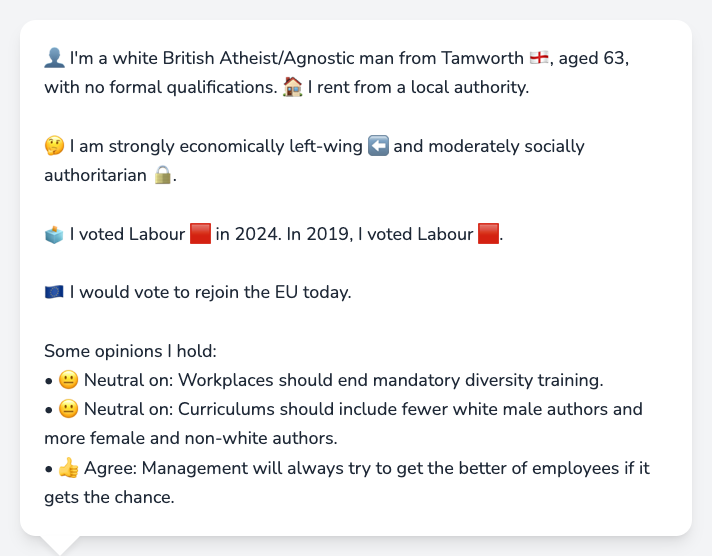 👤 I'm a white British Atheist/Agnostic man from Tamworth 🏴󠁧󠁢󠁥󠁮󠁧󠁿, aged 63,
with no formal qualifications. 🏠 I rent from a local authority.
🤔 I am strongly economically left-wing ⬅️ and moderately socially
authoritarian 🔒.
🗳️ I voted Labour 🟥 in 2024. In 2019, I voted Labour 🟥.
🇪🇺 I would vote to rejoin the EU today.
Some opinions I hold:
• 😐 Neutral on: Workplaces should end mandatory diversity training.
• 😐 Neutral on: Curriculums should include fewer white male authors and
more female and non-white authors.
• 👍 Agree: Management will always try to get the better of employees if it
gets the chance.